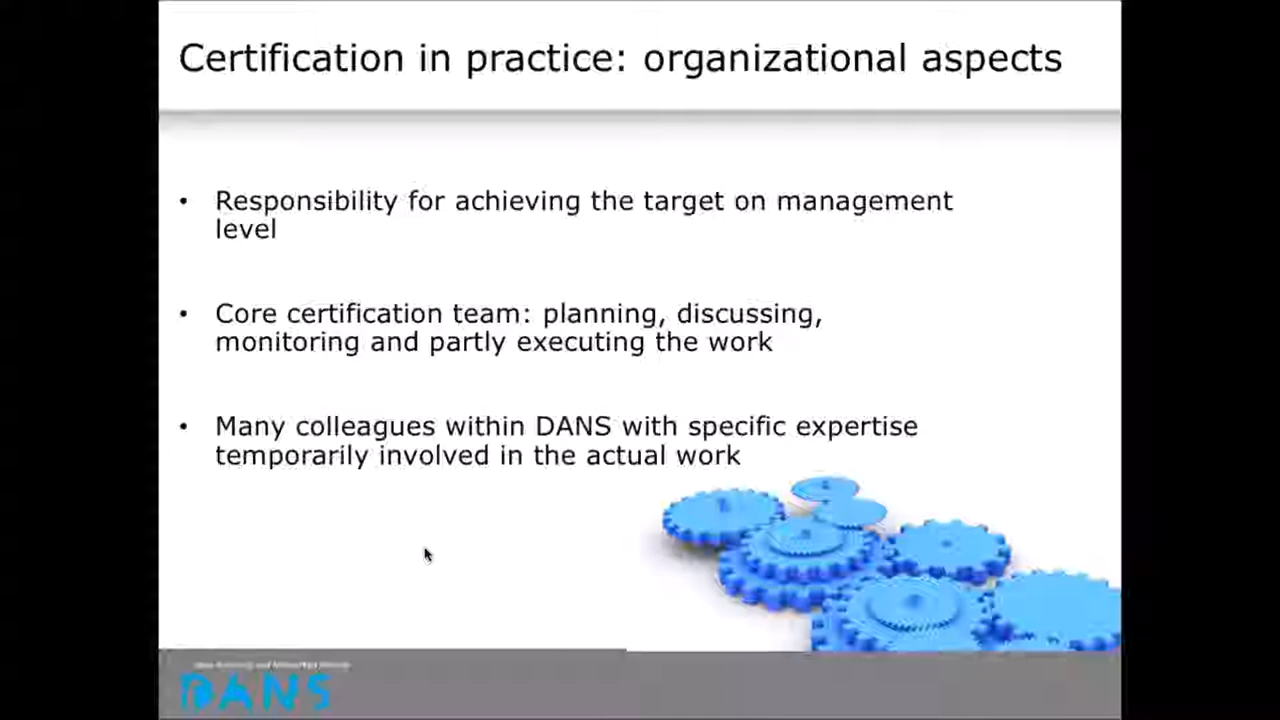 Certification in practice: organizational aspects
• Responsibility for achieving the target on management
level
• Core certification team: planning, discussing,
monitoring and partly executing the work
• Many colleagues within DANS with specific expertise
temporarily involved in the actual work
DANS